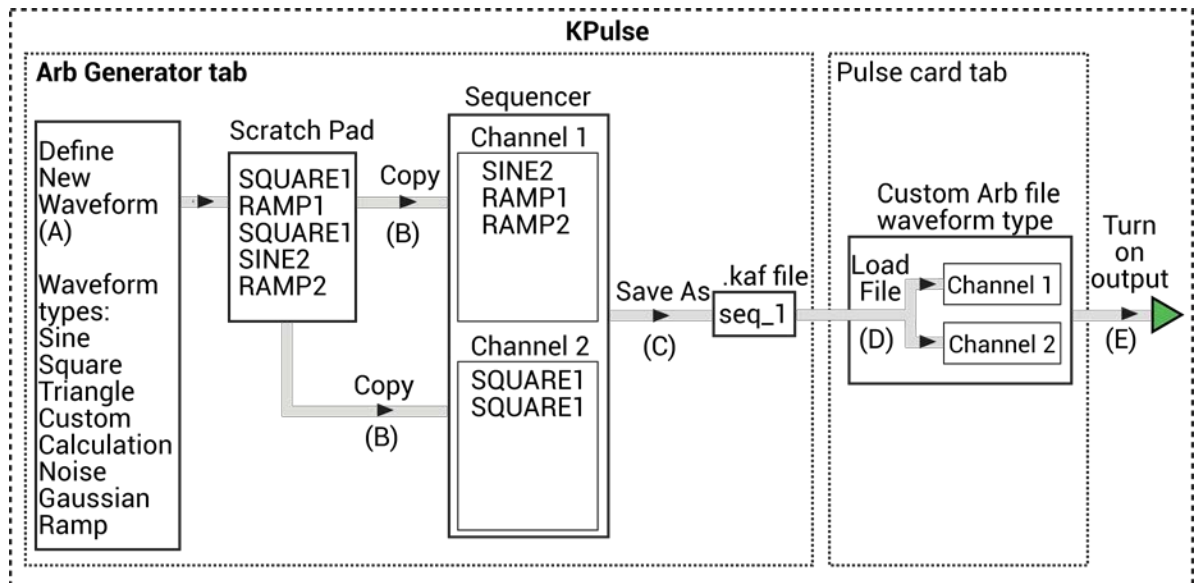 KPulse
Arb Generator tab
Define
New
Waveform
(A)
Waveform
types:
Sine
Square
Triangle
Custom
Calculation
Noise
Gaussian
Ramp
Scratch Pad
SQUARE1
RAMP1
SQUARE1
SINE2
RAMP2
Copy
(B)
Copy
(B)
Sequencer
Channel 1
SINE2
RAMP1
RAMP2
Channel 2
SQUARE1
SQUARE1
Save As
(C)
.kaf file
seq_1
Pulse card tab
Custom Arb file
waveform type
Load
File
(D)
Channel 1
Channel 2
Turn
on
output
(E)